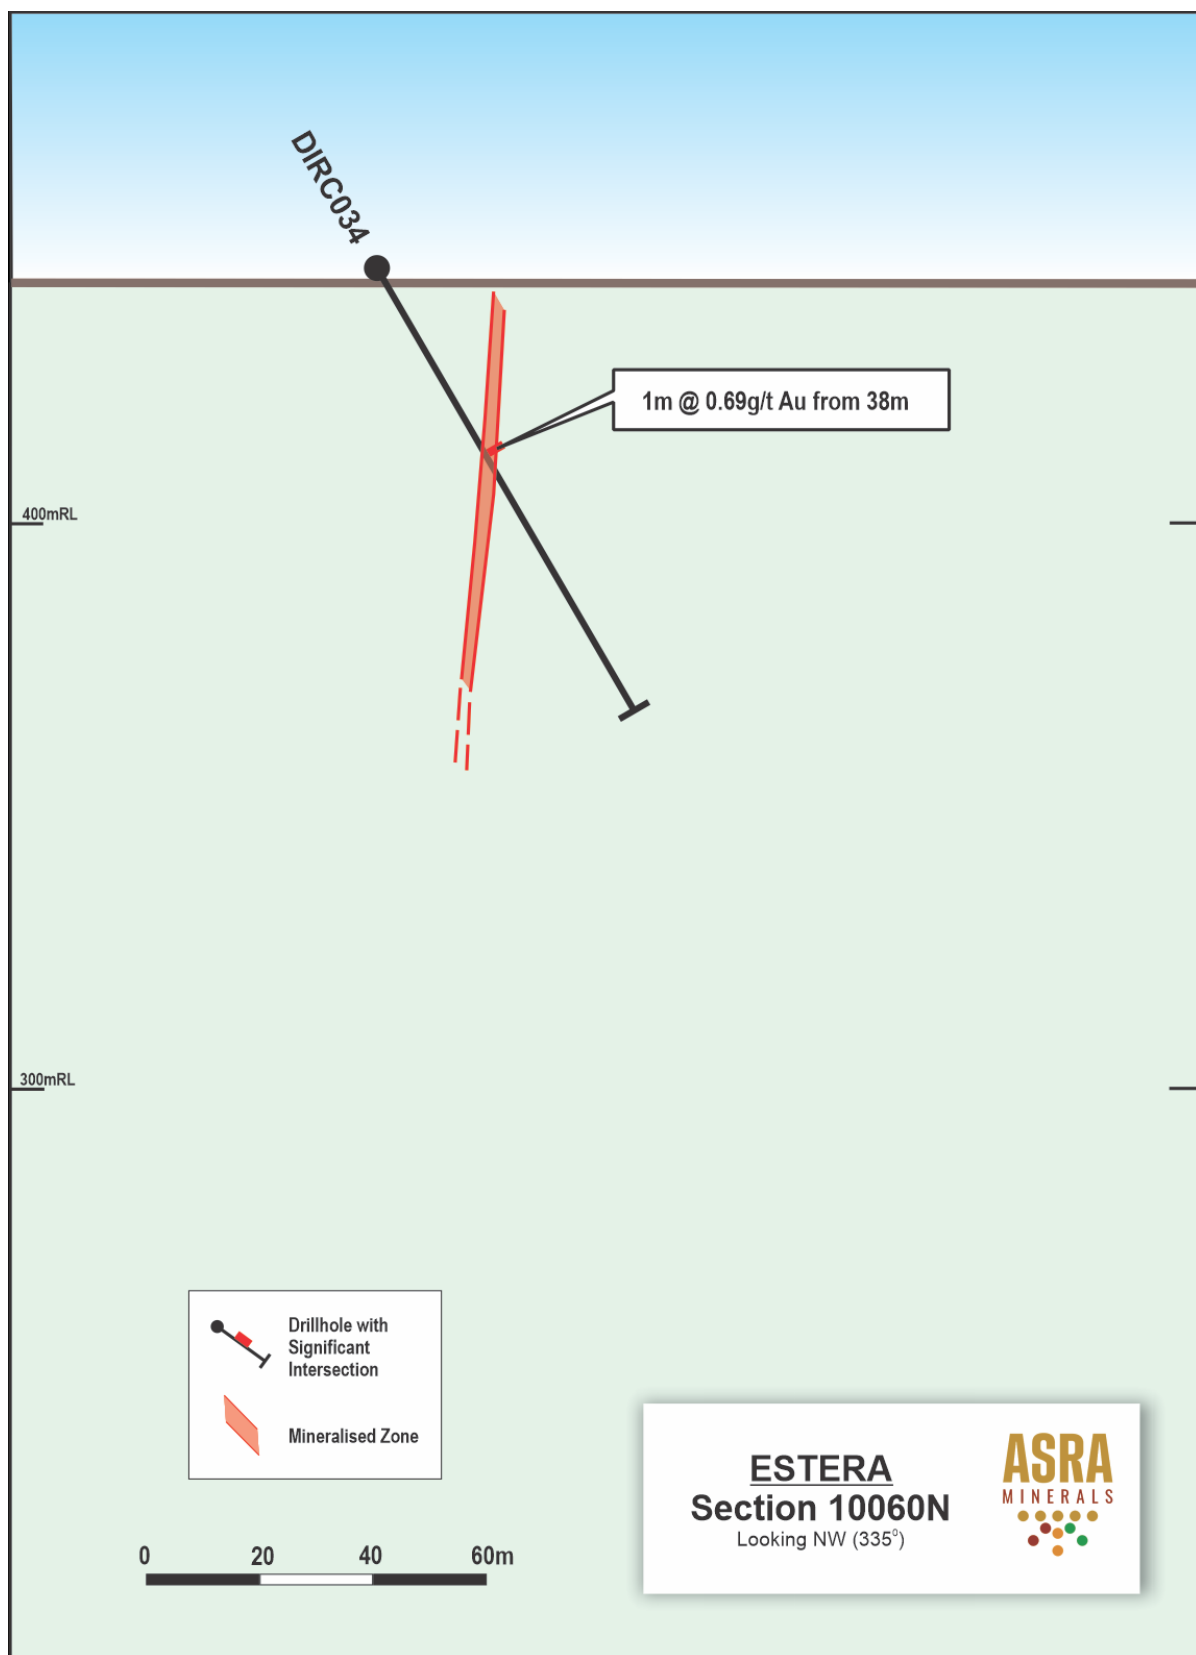 DIRC034
1m @ 0.69g/t Au from 38m
400mRL
300mRL
Drillhole with
Significant
Intersection
Mineralised Zone
0 20 40 60m
ESTERA
Section 10060N
Looking NW (335⁰)
ASRA
MINERALS